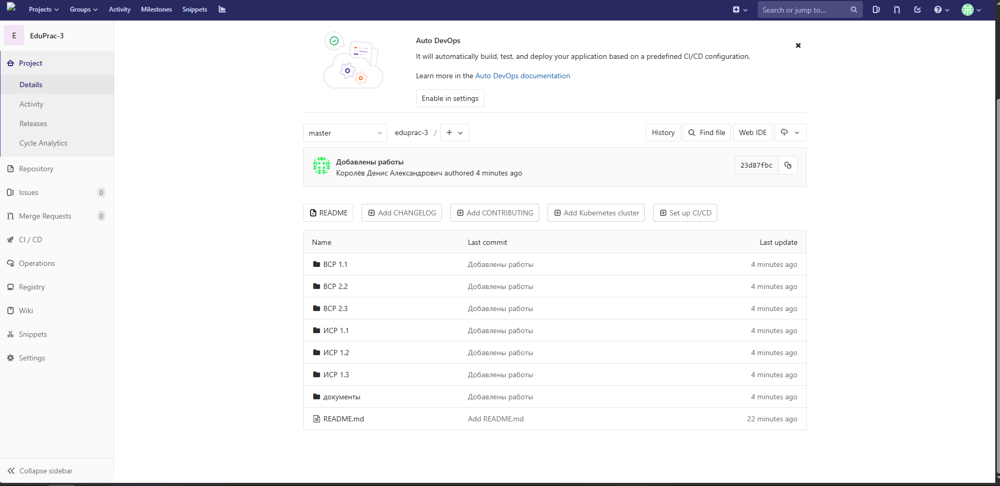 Projects Groups Activity Milestones Snippets Search or jump to...
E EduPrac-3
Project
Details
Activity
Releases
Cycle Analytics
Repository
Issues 0
Merge Requests 0
CI / CD
Operations
Registry
Wiki
Snippets
Settings
Collapse sidebar
Auto DevOps
It will automatically build, test, and deploy your application based on a predefined CI/CD configuration.
Learn more in the Auto DevOps documentation
Enable in settings
master eduprac-3 / + History Find file Web IDE
Добавлены работы
Королёв Денис Александрович authored 4 minutes ago
23d87fbc
README Add CHANGELOG Add CONTRIBUTING Add Kubernetes cluster Set up CI/CD
Name Last commit Last update
ВСР 1.1 Добавлены работы 4 minutes ago
ВСР 2.2 Добавлены работы 4 minutes ago
ВСР 2.3 Добавлены работы 4 minutes ago
ИСР 1.1 Добавлены работы 4 minutes ago
ИСР 1.2 Добавлены работы 4 minutes ago
ИСР 1.3 Добавлены работы 4 minutes ago
документы Добавлены работы 4 minutes ago
README.md Add README.md 22 minutes ago